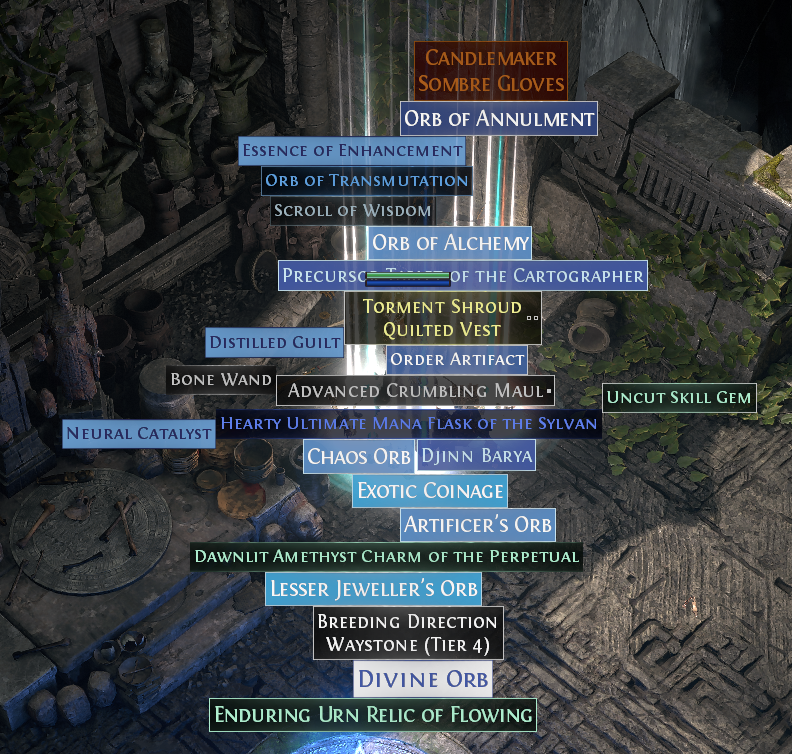 CANDLEMAKER
SOMBRE GLOVES
ORB OF ANNULMENT
ESSENCE OF ENHANCEMENT
ORB OF TRANSMUTATION
SCROLL OF WISDOM
ORB OF ALCHEMY
PRECURSOR TABLET OF THE CARTOGRAPHER
TORMENT SHROUD
QUILTED VEST
DISTILLED GUILT
ORDER ARTIFACT
BONE WAND
ADVANCED CRUMBLING MAUL
UNCUT SKILL GEM
HEARTY ULTIMATE MANA FLASK OF THE SYLVAN
NEURAL CATALYST
CHAOS ORB
DJINN BARYA
EXOTIC COINAGE
ARTIFICER'S ORB
DAWNLIT AMETHYST CHARM OF THE PERPETUAL
LESSER JEWELLER'S ORB
BREEDING DIRECTION
WAYSTONE (TIER 4)
DIVINE ORB
ENDURING URN RELIC OF FLOWING